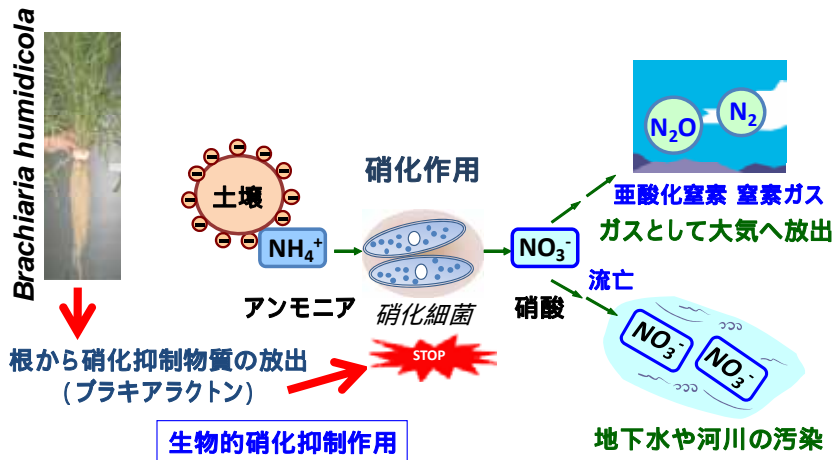 Brachiaria humidicola
土壌
NH₄⁺
アンモニア
硝化作用
硝化細菌
STOP
NO₃⁻
硝酸
N₂O
N₂
亜酸化窒素 窒素ガス
ガスとして大気へ放出
流亡
NO₃⁻
NO₃⁻
地下水や河川の汚染
根から硝化抑制物質の放出
(ブラキアラクトン)
生物的硝化抑制作用